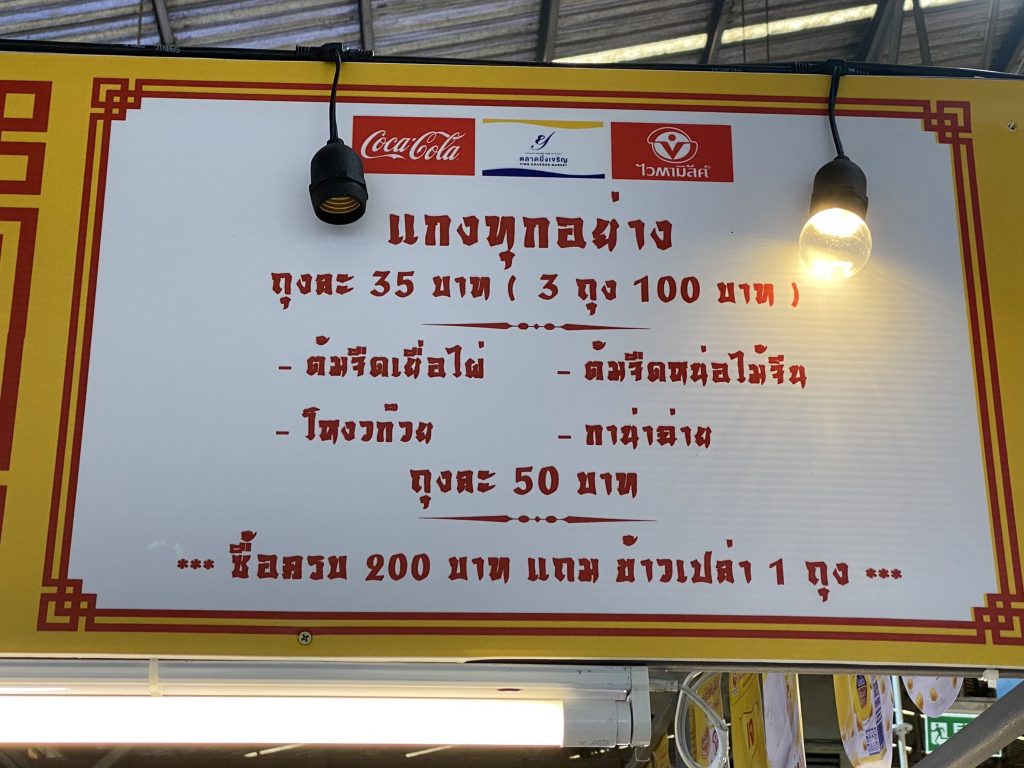 Coca-Cola
ตลาดยิ่งเจริญ
YING CHAROEN MARKET
ไวตามิ้ลค์
แกงทุกอย่าง
ถุงละ 35 บาท ( 3 ถุง 100 บาท )
- ต้มจืดเยื่อไผ่ - ต้มจืดหน่อไม้จีน
- โหงวก๊วย - กาน่าฉ่าย
ถุงละ 50 บาท
*** ซื้อครบ 200 บาท แถม ข้าวเปล่า 1 ถุง ***